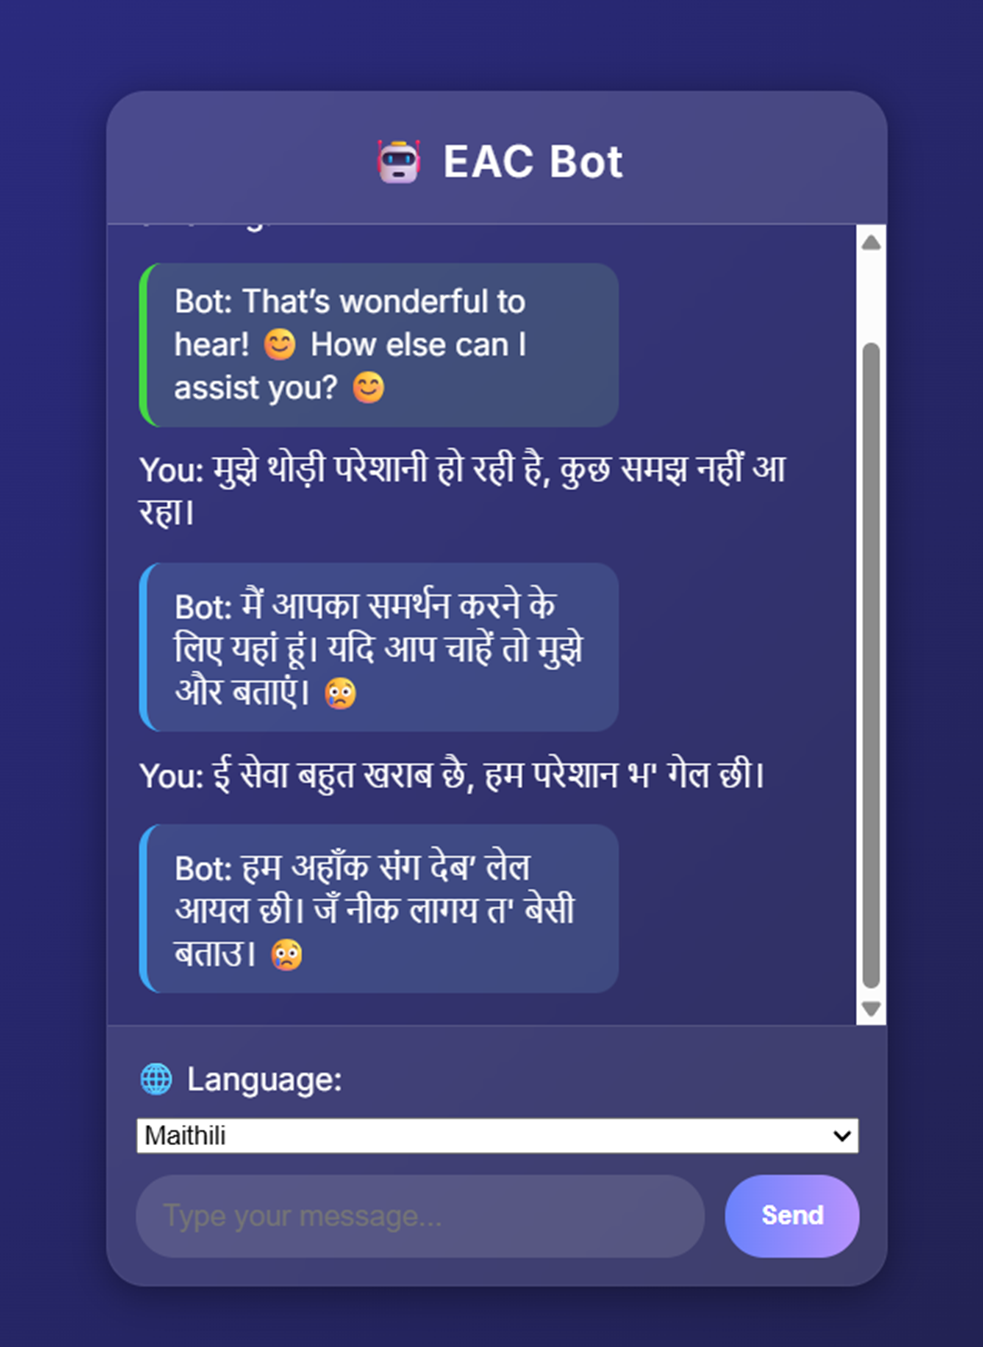 EAC Bot
Bot: That's wonderful to
hear! 😊 How else can I
assist you? 😊
You: मुझे थोड़ी परेशानी हो रही है, कुछ समझ नहीं आ
रहा।
Bot: मैं आपका समर्थन करने के
लिए यहां हूं। यदि आप चाहें तो मुझे
और बताएं। 😢
You: ई सेवा बहुत खराब छै, हम परेशान भ' गेल छी।
Bot: हम अहाँक संग देब’ लेल
आयल छी। जँ नीक लागय त' बेसी
बताउ। 😢
Language:
Maithili
Type your message...
Send